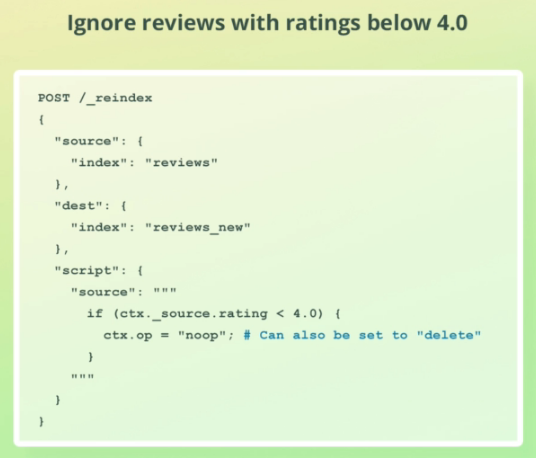 Ignore reviews with ratings below 4.0
POST /_reindex
{
  "source": {
    "index": "reviews"
  },
  "dest": {
    "index": "reviews_new"
  },
  "script": {
    "source": """
      if (ctx._source.rating < 4.0) {
        ctx.op = "noop"; # Can also be set to "delete"
      }
    """
  }
}